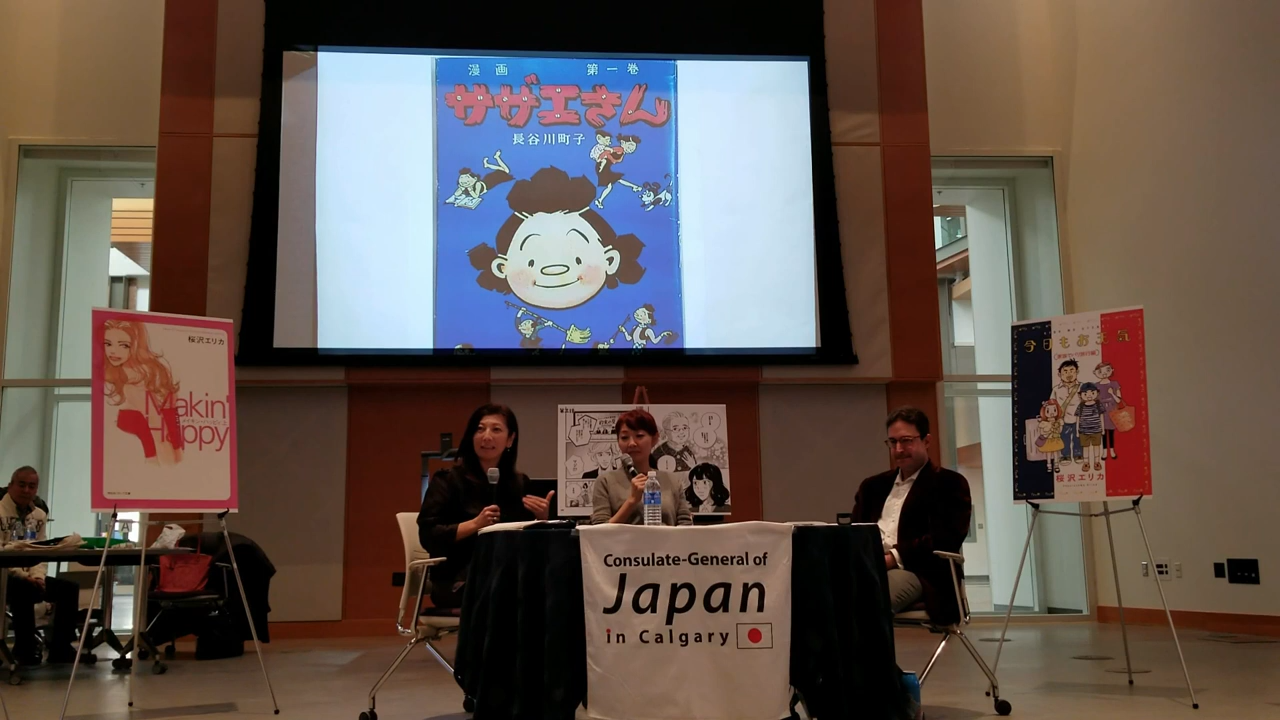 漫画 第一巻
サザエさん
長谷川町子
桜沢エリカ
Makin'
Happy
今日もお元気
桜沢エリカ
Consulate-General of
Japan
in Calgary